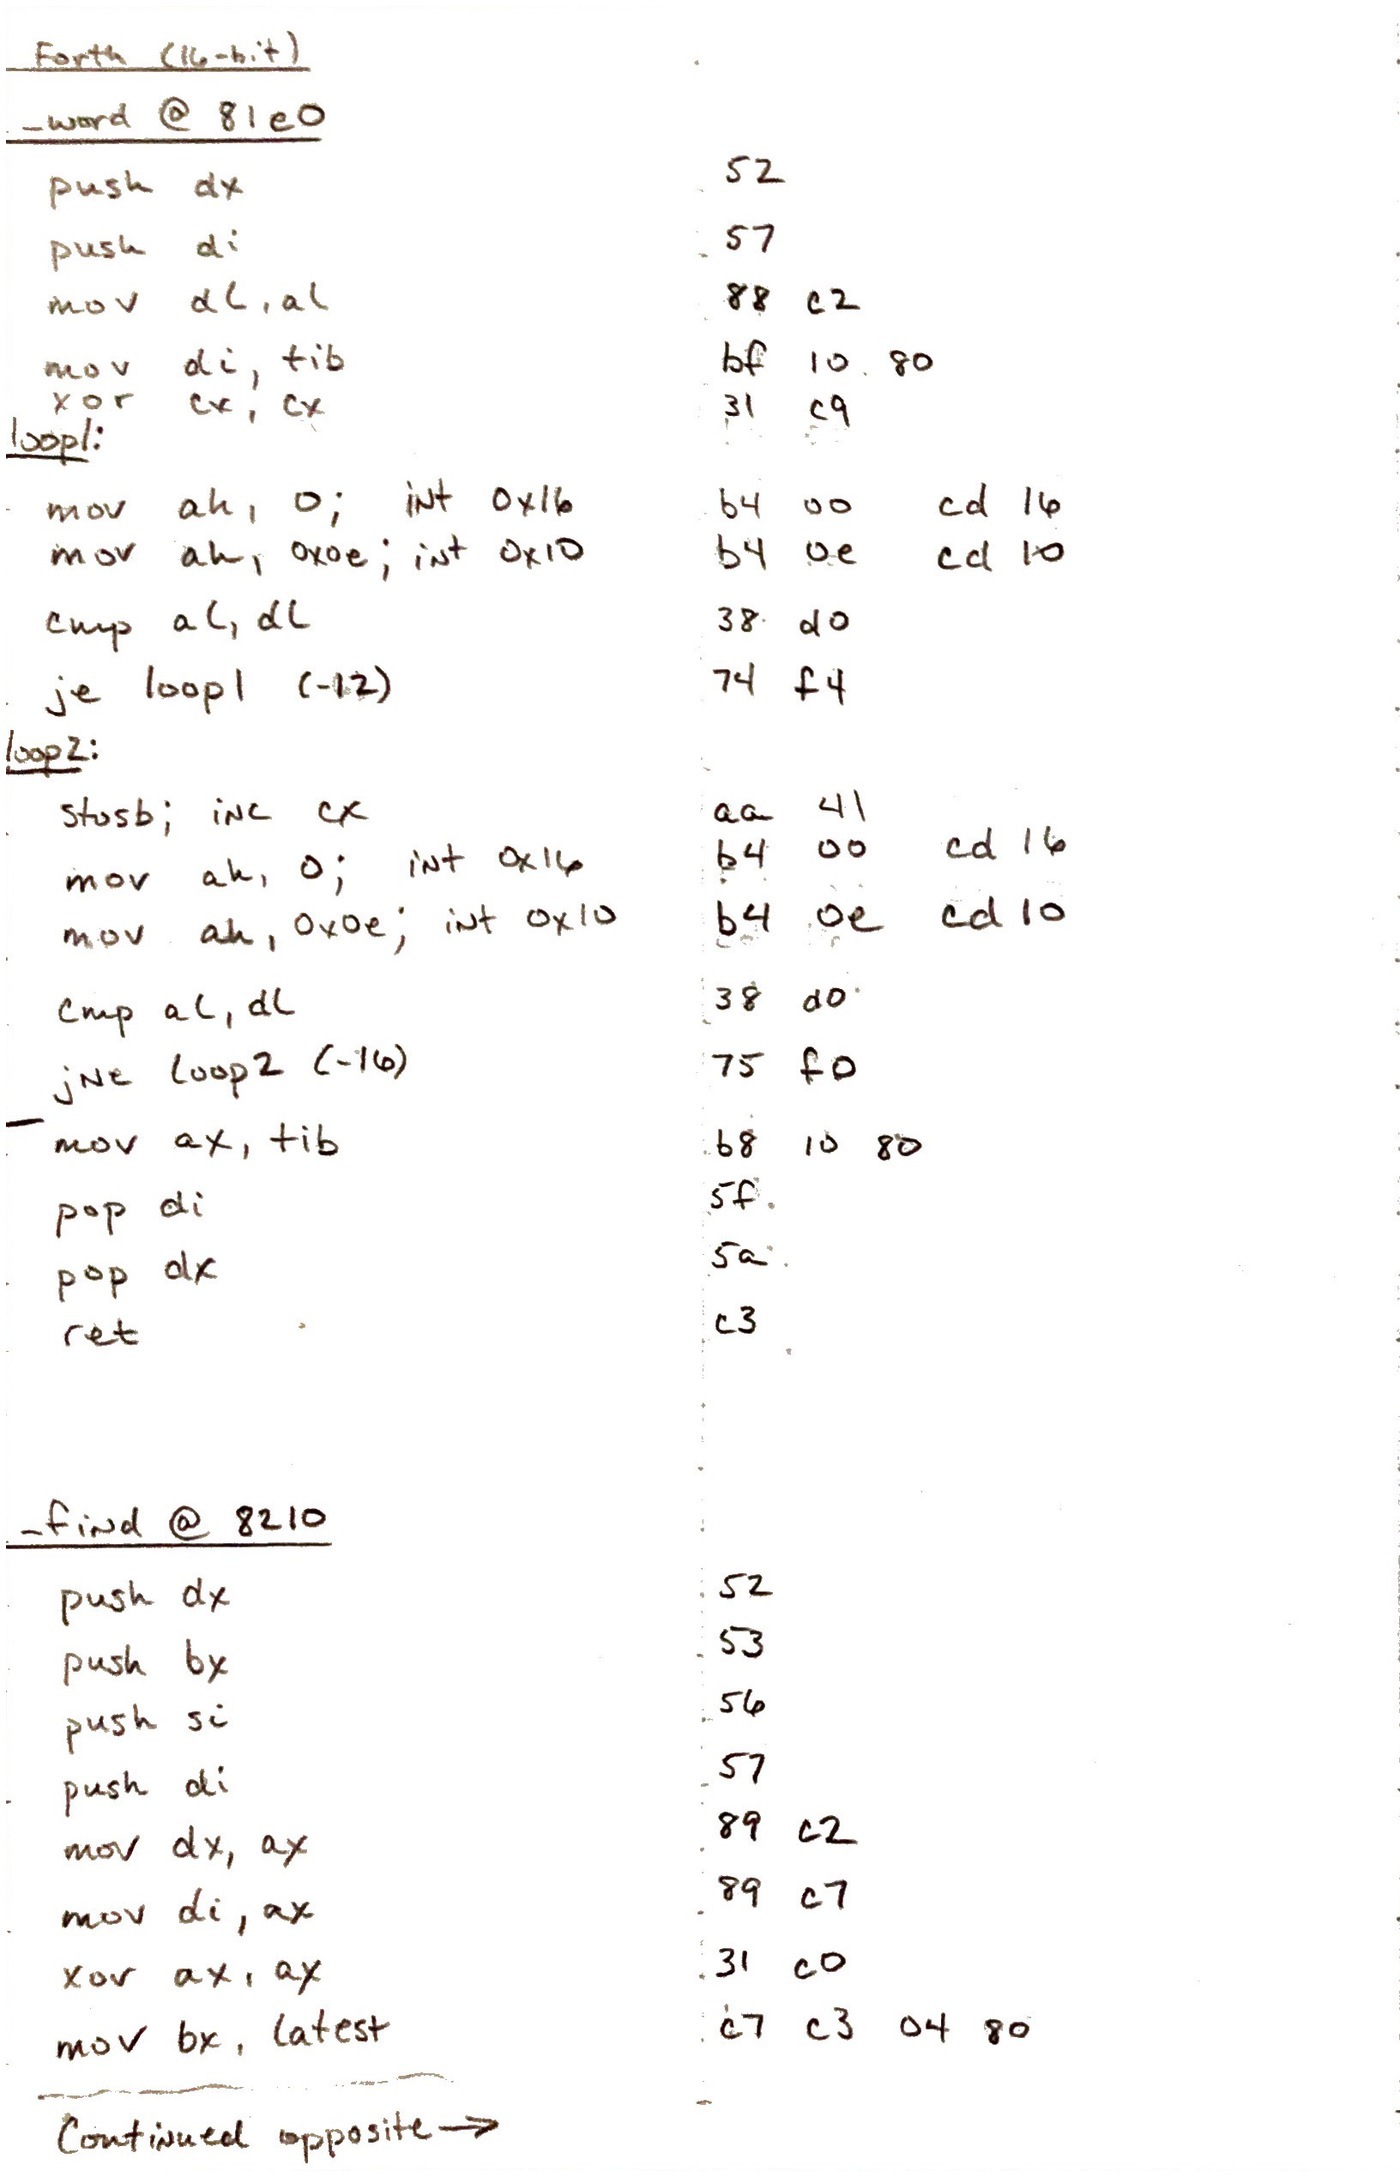 Forth (16-bit)
_word @ 81e0
push dx 52
push di 57
mov dl, al 88 c2
mov di, tib bf 10 80
xor cx, cx 31 c9
loop1:
mov ah, 0; int 0x16 b4 00 cd 16
mov ah, 0x0e; int 0x10 b4 0e cd 10
cmp al, dl 38 d0
je loop1 (-12) 74 f4
loop2:
stosb; inc cx aa 41
mov ah, 0; int 0x16 b4 00 cd 16
mov ah, 0x0e; int 0x10 b4 0e cd 10
cmp al, dl 38 d0
jne loop2 (-16) 75 f0
mov ax, tib b8 10 80
pop di 5f
pop dx 5a
ret c3
_find @ 8210
push dx 52
push bx 53
push si 56
push di 57
mov dx, ax 89 c2
mov di, ax 89 c7
xor ax, ax 31 c0
mov bx, latest c7 c3 04 80
Continued opposite →